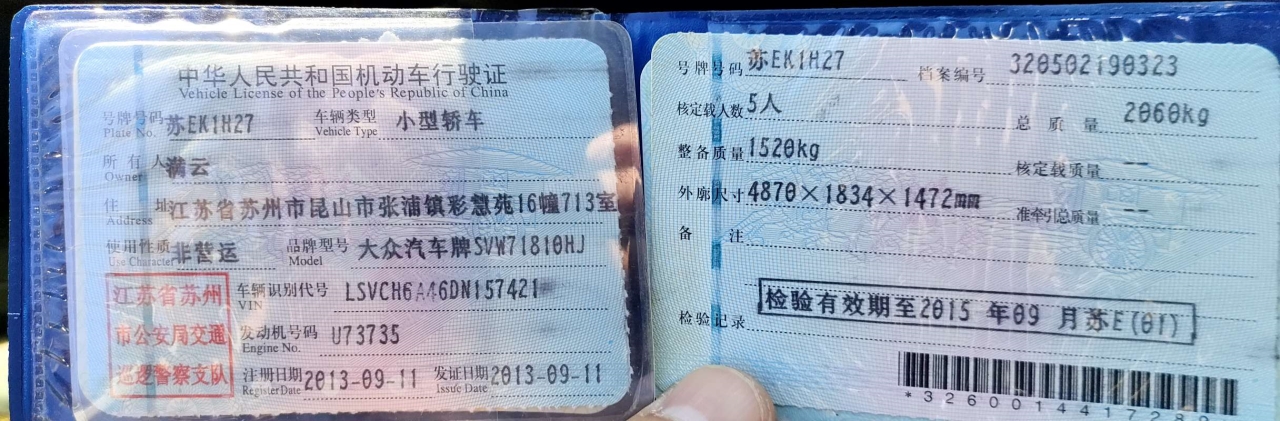 中华人民共和国机动车行驶证
Vehicle License of the People's Republic of China
号牌号码 苏EK1H27 车辆类型 小型轿车
Plate No. Vehicle Type
所有人 满云
Owner
住址 江苏省苏州市昆山市张浦镇彩慧苑16幢713室
Address
使用性质 非营运 品牌型号 大众汽车牌SVW71810HJ
Use Character Model
江苏省苏州
市公安局交通
巡逻警察支队
车辆识别代号 LSVCH6A46DN157421
VIN
发动机号码 U73735
Engine No.
注册日期 2013-09-11 发证日期 2013-09-11
Register Date Issue Date
号牌号码 苏EK1H27 档案编号 320502190323
核定载人数 5人 总质量 2060kg
整备质量 1520kg 核定载质量 --
外廓尺寸 4870×1834×1472mm 准牵引总质量 --
备注
检验记录 检验有效期至2015 年09 月苏E(01)
*3260014417289